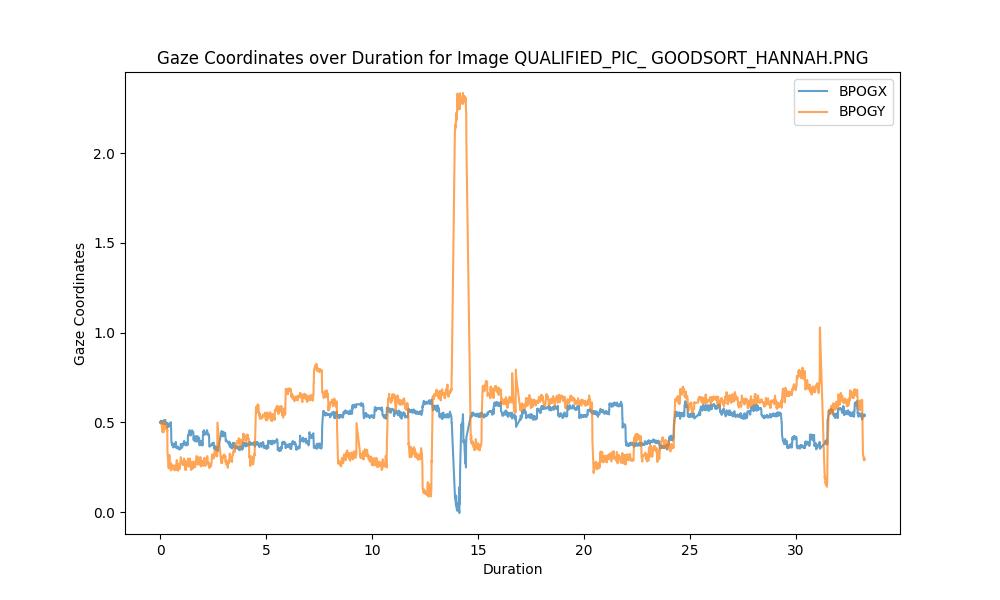 Gaze Coordinates over Duration for Image QUALIFIED_PIC_ GOODSORT_HANNAH.PNG
BPOGX
BPOGY
Gaze Coordinates
2.0
1.5
1.0
0.5
0.0
0 5 10 15 20 25 30
Duration